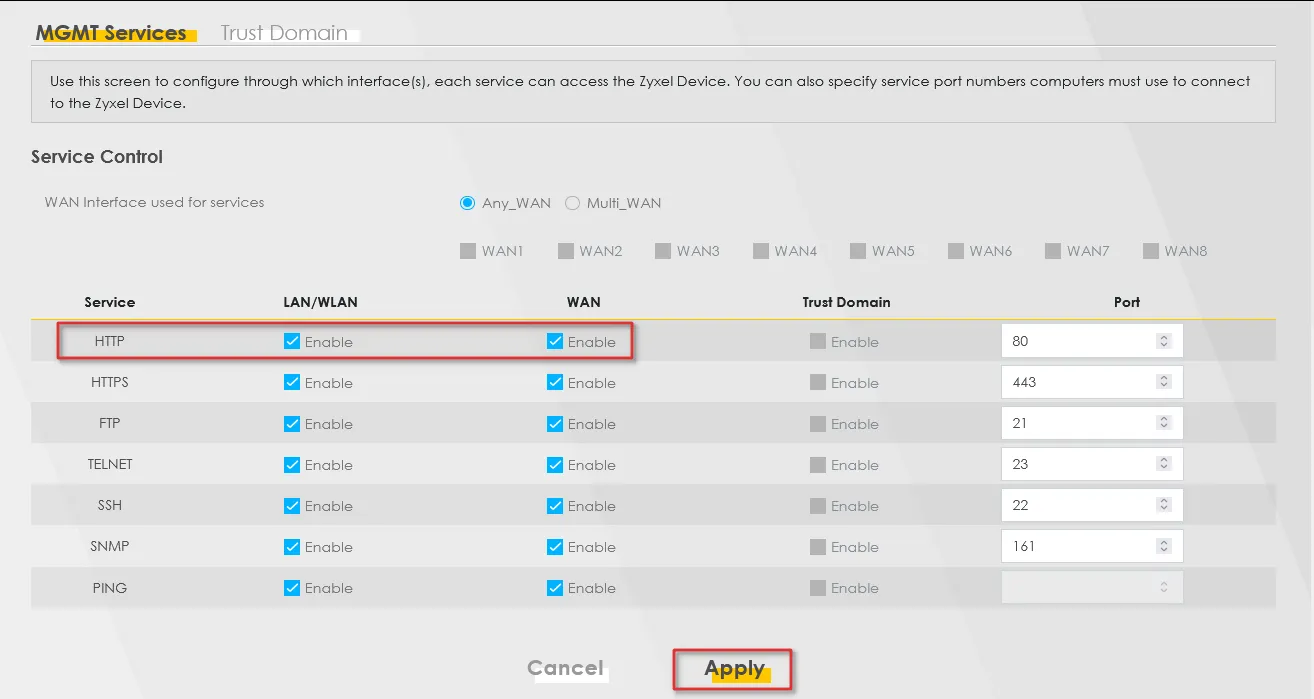 MGMT Services Trust Domain
Use this screen to configure through which interface(s), each service can access the Zyxel Device. You can also specify service port numbers computers must use to connect
to the Zyxel Device.
Service Control
WAN Interface used for services Any_WAN Multi_WAN
WAN1 WAN2 WAN3 WAN4 WAN5 WAN6 WAN7 WAN8
Service LAN/WLAN WAN Trust Domain Port
HTTP Enable Enable Enable 80
HTTPS Enable Enable Enable 443
FTP Enable Enable Enable 21
TELNET Enable Enable Enable 23
SSH Enable Enable Enable 22
SNMP Enable Enable Enable 161
PING Enable Enable Enable
Cancel Apply